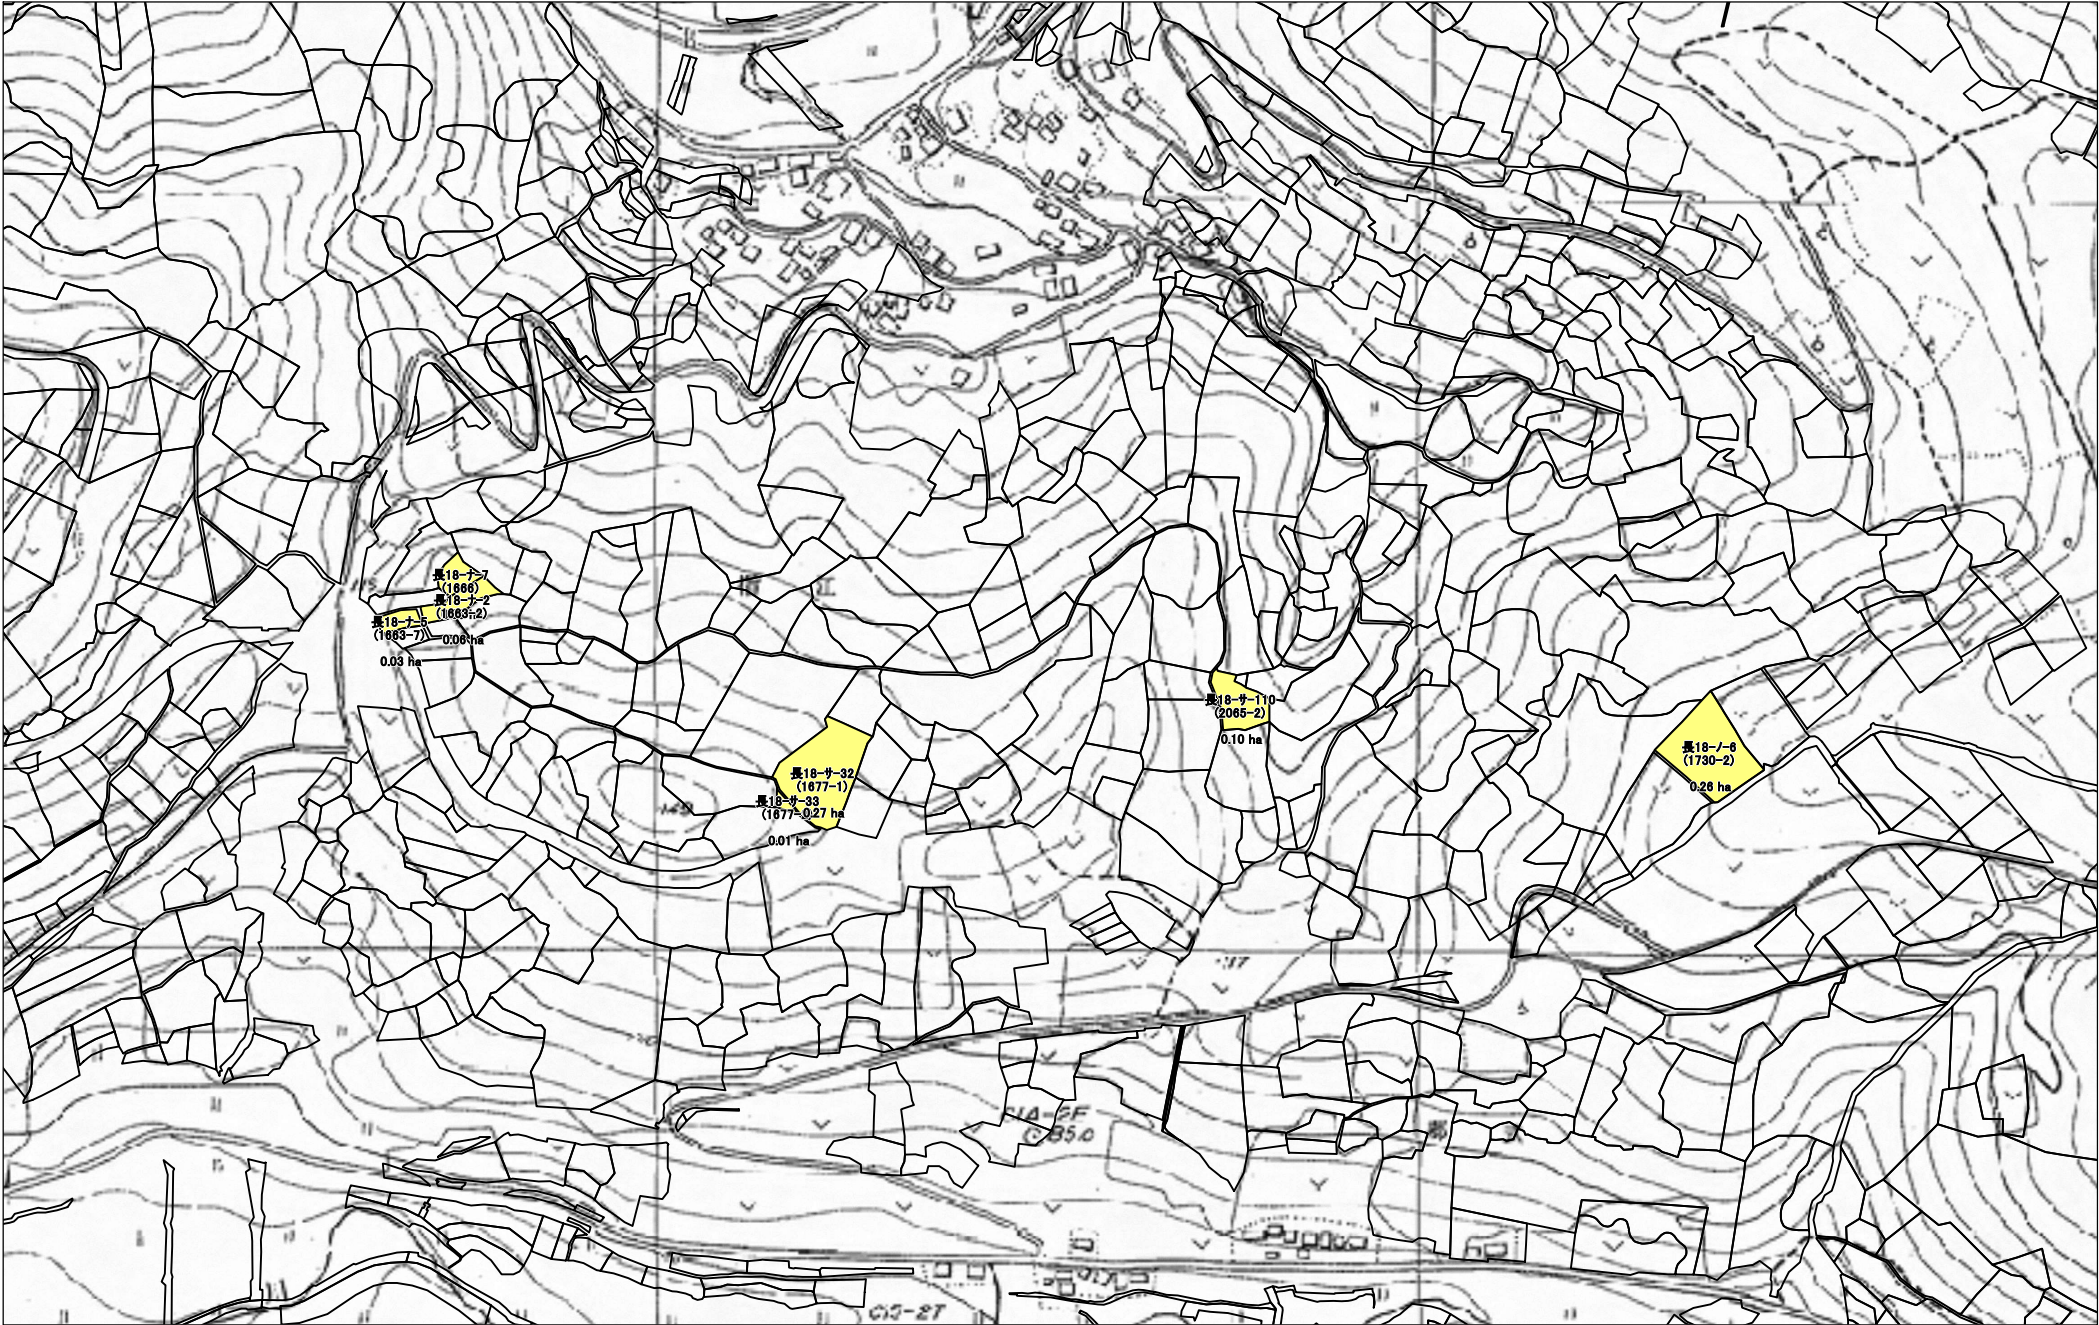 長18-ナ-7
(1666)
長18-ナ-2
(1663-2)
長18-ナ-5
(1663-7)
0.06 ha
0.03 ha
長18-サ-110
(2065-2)
0.10 ha
長18-ノ-6
(1730-2)
0.26 ha
長18-サ-32
(1677-1)
長18-サ-33
(1677-
0.27 ha
0.01 ha